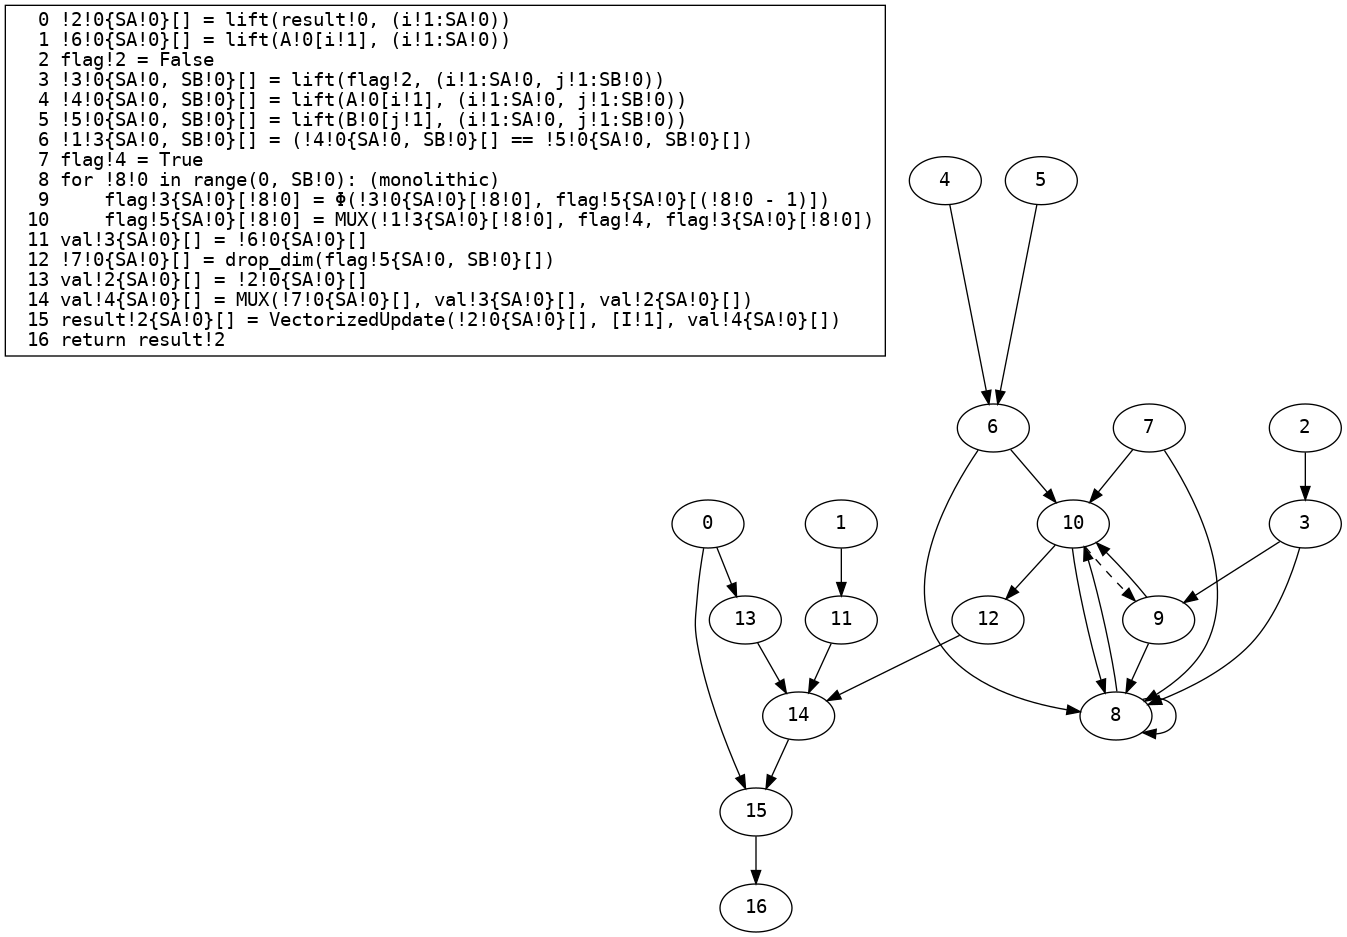 0 !2!0{SA!0}[] = lift(result!0, (i!1:SA!0))
1 !6!0{SA!0}[] = lift(A!0[i!1], (i!1:SA!0))
2 flag!2 = False
3 !3!0{SA!0, SB!0}[] = lift(flag!2, (i!1:SA!0, j!1:SB!0))
4 !4!0{SA!0, SB!0}[] = lift(A!0[i!1], (i!1:SA!0, j!1:SB!0))
5 !5!0{SA!0, SB!0}[] = lift(B!0[j!1], (i!1:SA!0, j!1:SB!0))
6 !1!3{SA!0, SB!0}[] = (!4!0{SA!0, SB!0}[] == !5!0{SA!0, SB!0}[])
7 flag!4 = True
8 for !8!0 in range(0, SB!0): (monolithic)
9     flag!3{SA!0}[!8!0] = Φ(!3!0{SA!0}[!8!0], flag!5{SA!0}[(!8!0 - 1)])
10     flag!5{SA!0}[!8!0] = MUX(!1!3{SA!0}[!8!0], flag!4, flag!3{SA!0}[!8!0])
11 val!3{SA!0}[] = !6!0{SA!0}[]
12 !7!0{SA!0}[] = drop_dim(flag!5{SA!0, SB!0}[])
13 val!2{SA!0}[] = !2!0{SA!0}[]
14 val!4{SA!0}[] = MUX(!7!0{SA!0}[], val!3{SA!0}[], val!2{SA!0}[])
15 result!2{SA!0}[] = VectorizedUpdate(!2!0{SA!0}[], [I!1], val!4{SA!0}[])
16 return result!2
4
5
6
7
2
0
1
10
3
13
11
12
9
14
8
15
16